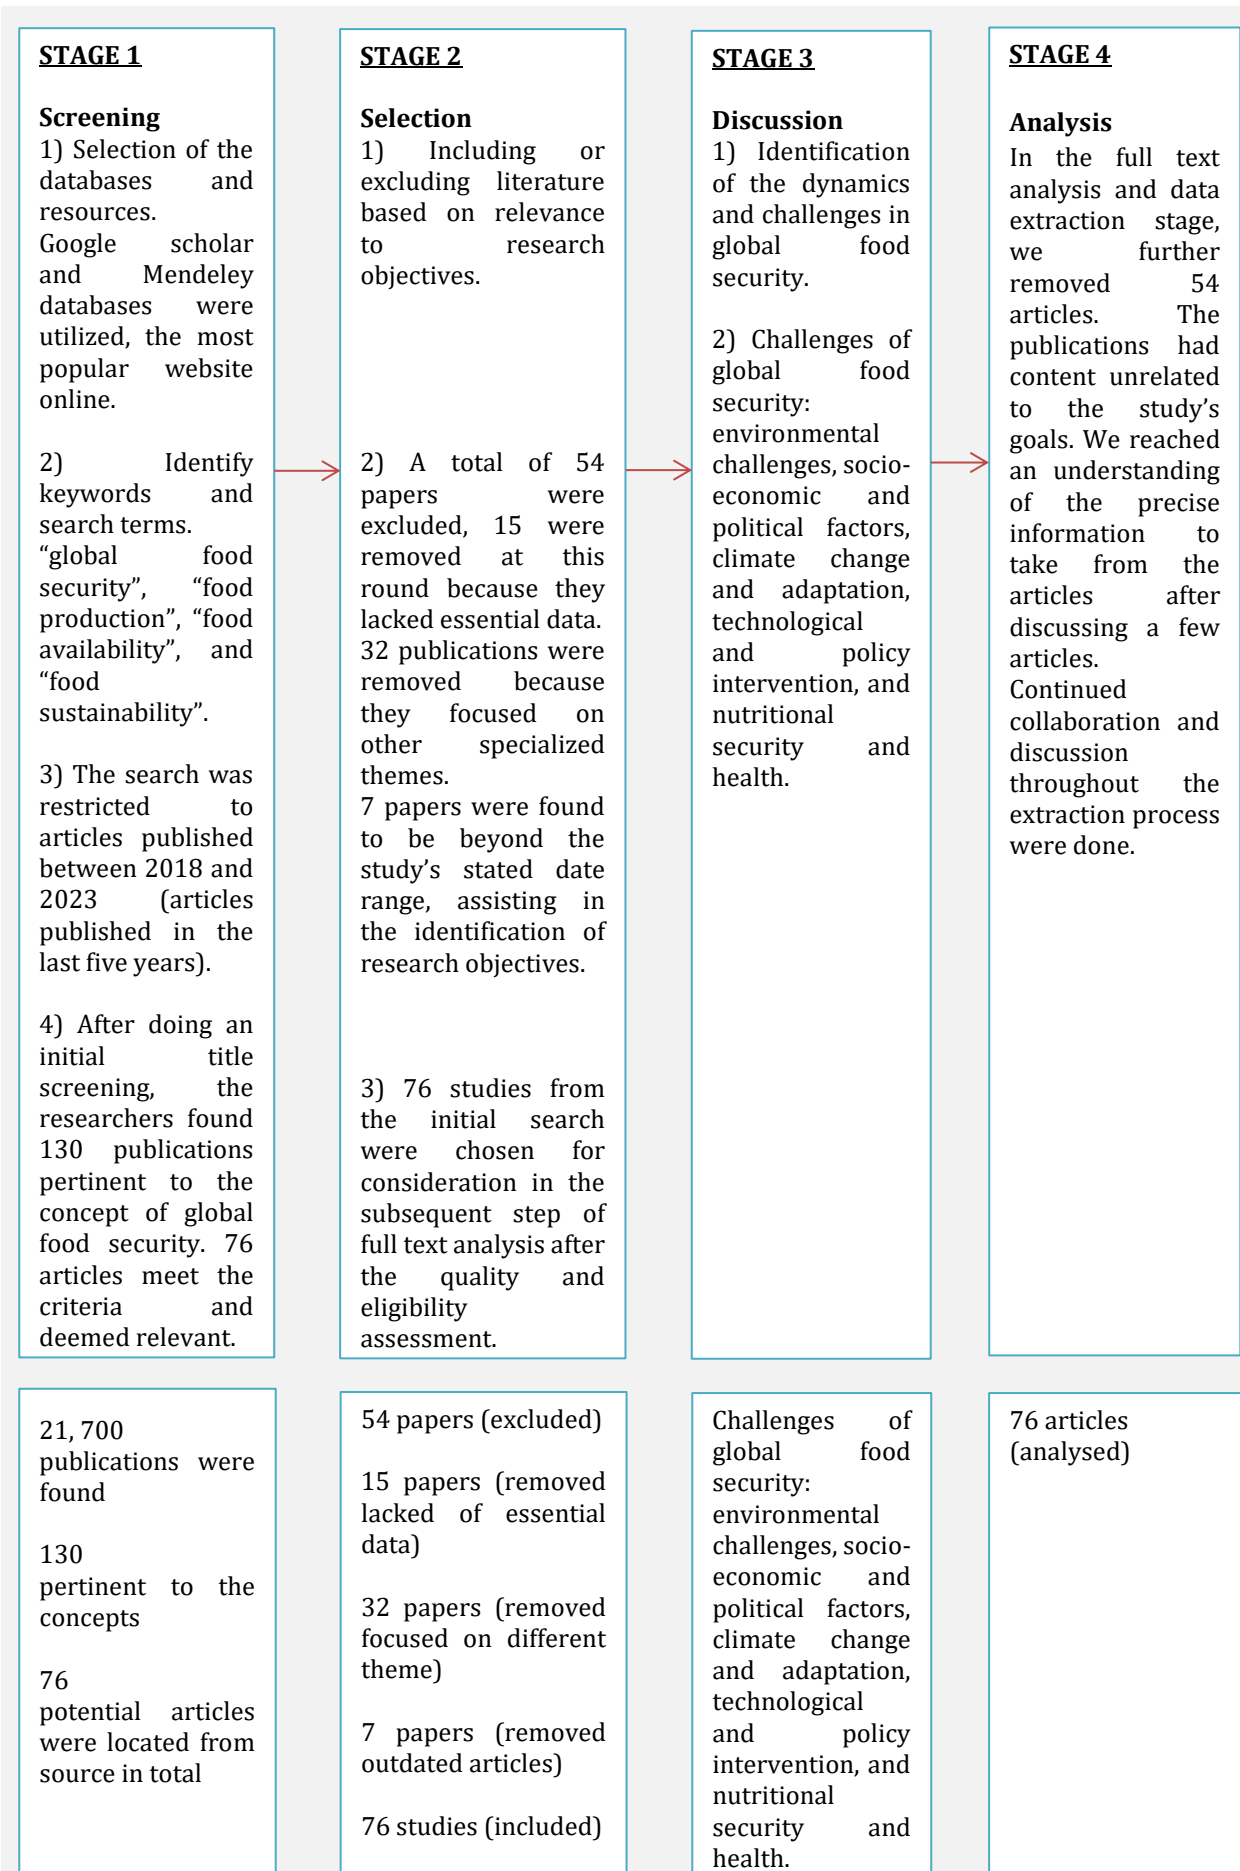 STAGE 1
Screening
1) Selection of the
databases and
resources.
Google scholar
and Mendeley
databases were
utilized, the most
popular website
online.
2) Identify
keywords and
search terms.
“global food
security”, “food
production”, “food
availability”, and
“food
sustainability”.
3) The search was
restricted to
articles published
between 2018 and
2023 (articles
published in the
last five years).
4) After doing an
initial title
screening, the
researchers found
130 publications
pertinent to the
concept of global
food security. 76
articles meet the
criteria and
deemed relevant.
STAGE 2
Selection
1) Including or
excluding literature
based on relevance
to research
objectives.
2) A total of 54
papers were
excluded, 15 were
removed at this
round because they
lacked essential data.
32 publications were
removed because
they focused on
other specialized
themes.
7 papers were found
to be beyond the
study’s stated date
range, assisting in
the identification of
research objectives.
3) 76 studies from
the initial search
were chosen for
consideration in the
subsequent step of
full text analysis after
the quality and
eligibility
assessment.
STAGE 3
Discussion
1) Identification
of the dynamics
and challenges in
global food
security.
2) Challenges of
global food
security:
environmental
challenges, socio-
economic and
political factors,
climate change
and adaptation,
technological
and policy
intervention, and
nutritional
security and
health.
STAGE 4
Analysis
In the full text
analysis and data
extraction stage,
we further
removed 54
articles. The
publications had
content unrelated
to the study’s
goals. We reached
an understanding
of the precise
information to
take from the
articles after
discussing a few
articles.
Continued
collaboration and
discussion
throughout the
extraction process
were done.
21, 700
publications were
found
130
pertinent to the
concepts
76
potential articles
were located from
source in total
54 papers (excluded)
15 papers (removed
lacked of essential
data)
32 papers (removed
focused on different
theme)
7 papers (removed
outdated articles)
76 studies (included)
Challenges of
global food
security:
environmental
challenges, socio-
economic and
political factors,
climate change
and adaptation,
technological
and policy
intervention, and
nutritional
security and
health.
76 articles
(analysed)